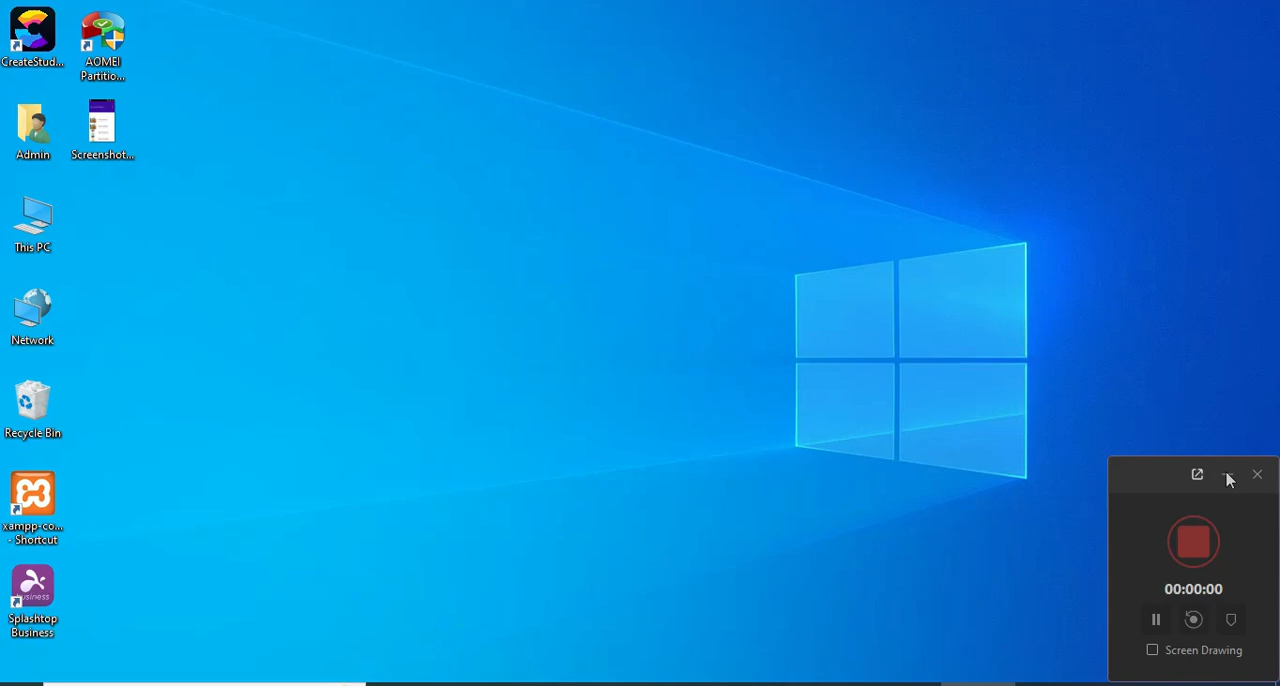 CreateStud...
AOMEI
Partitio...
Admin
Screenshot...
This PC
Network
Recycle Bin
xampp-co...
- Shortcut
business
Splashtop
Business
00:00:00
Screen Drawing